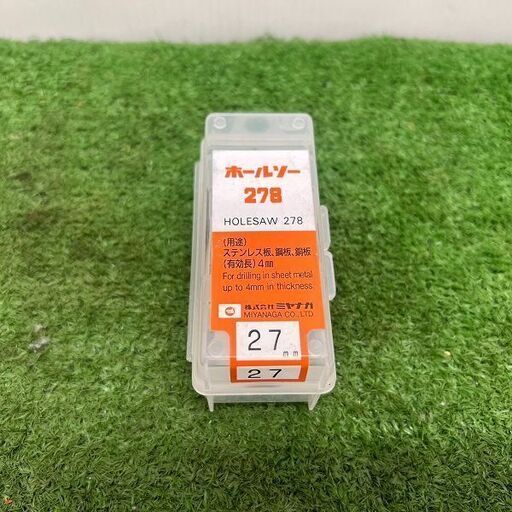 ホールソー
278
HOLESAW 278
(用途)
ステンレス板、鋼板、銅板
(有効長) 4㎜
For drilling in sheet metal
up to 4mm in thickness.
株式会社 ミヤナガ
MIYANAGA CO., LTD
27mm
27